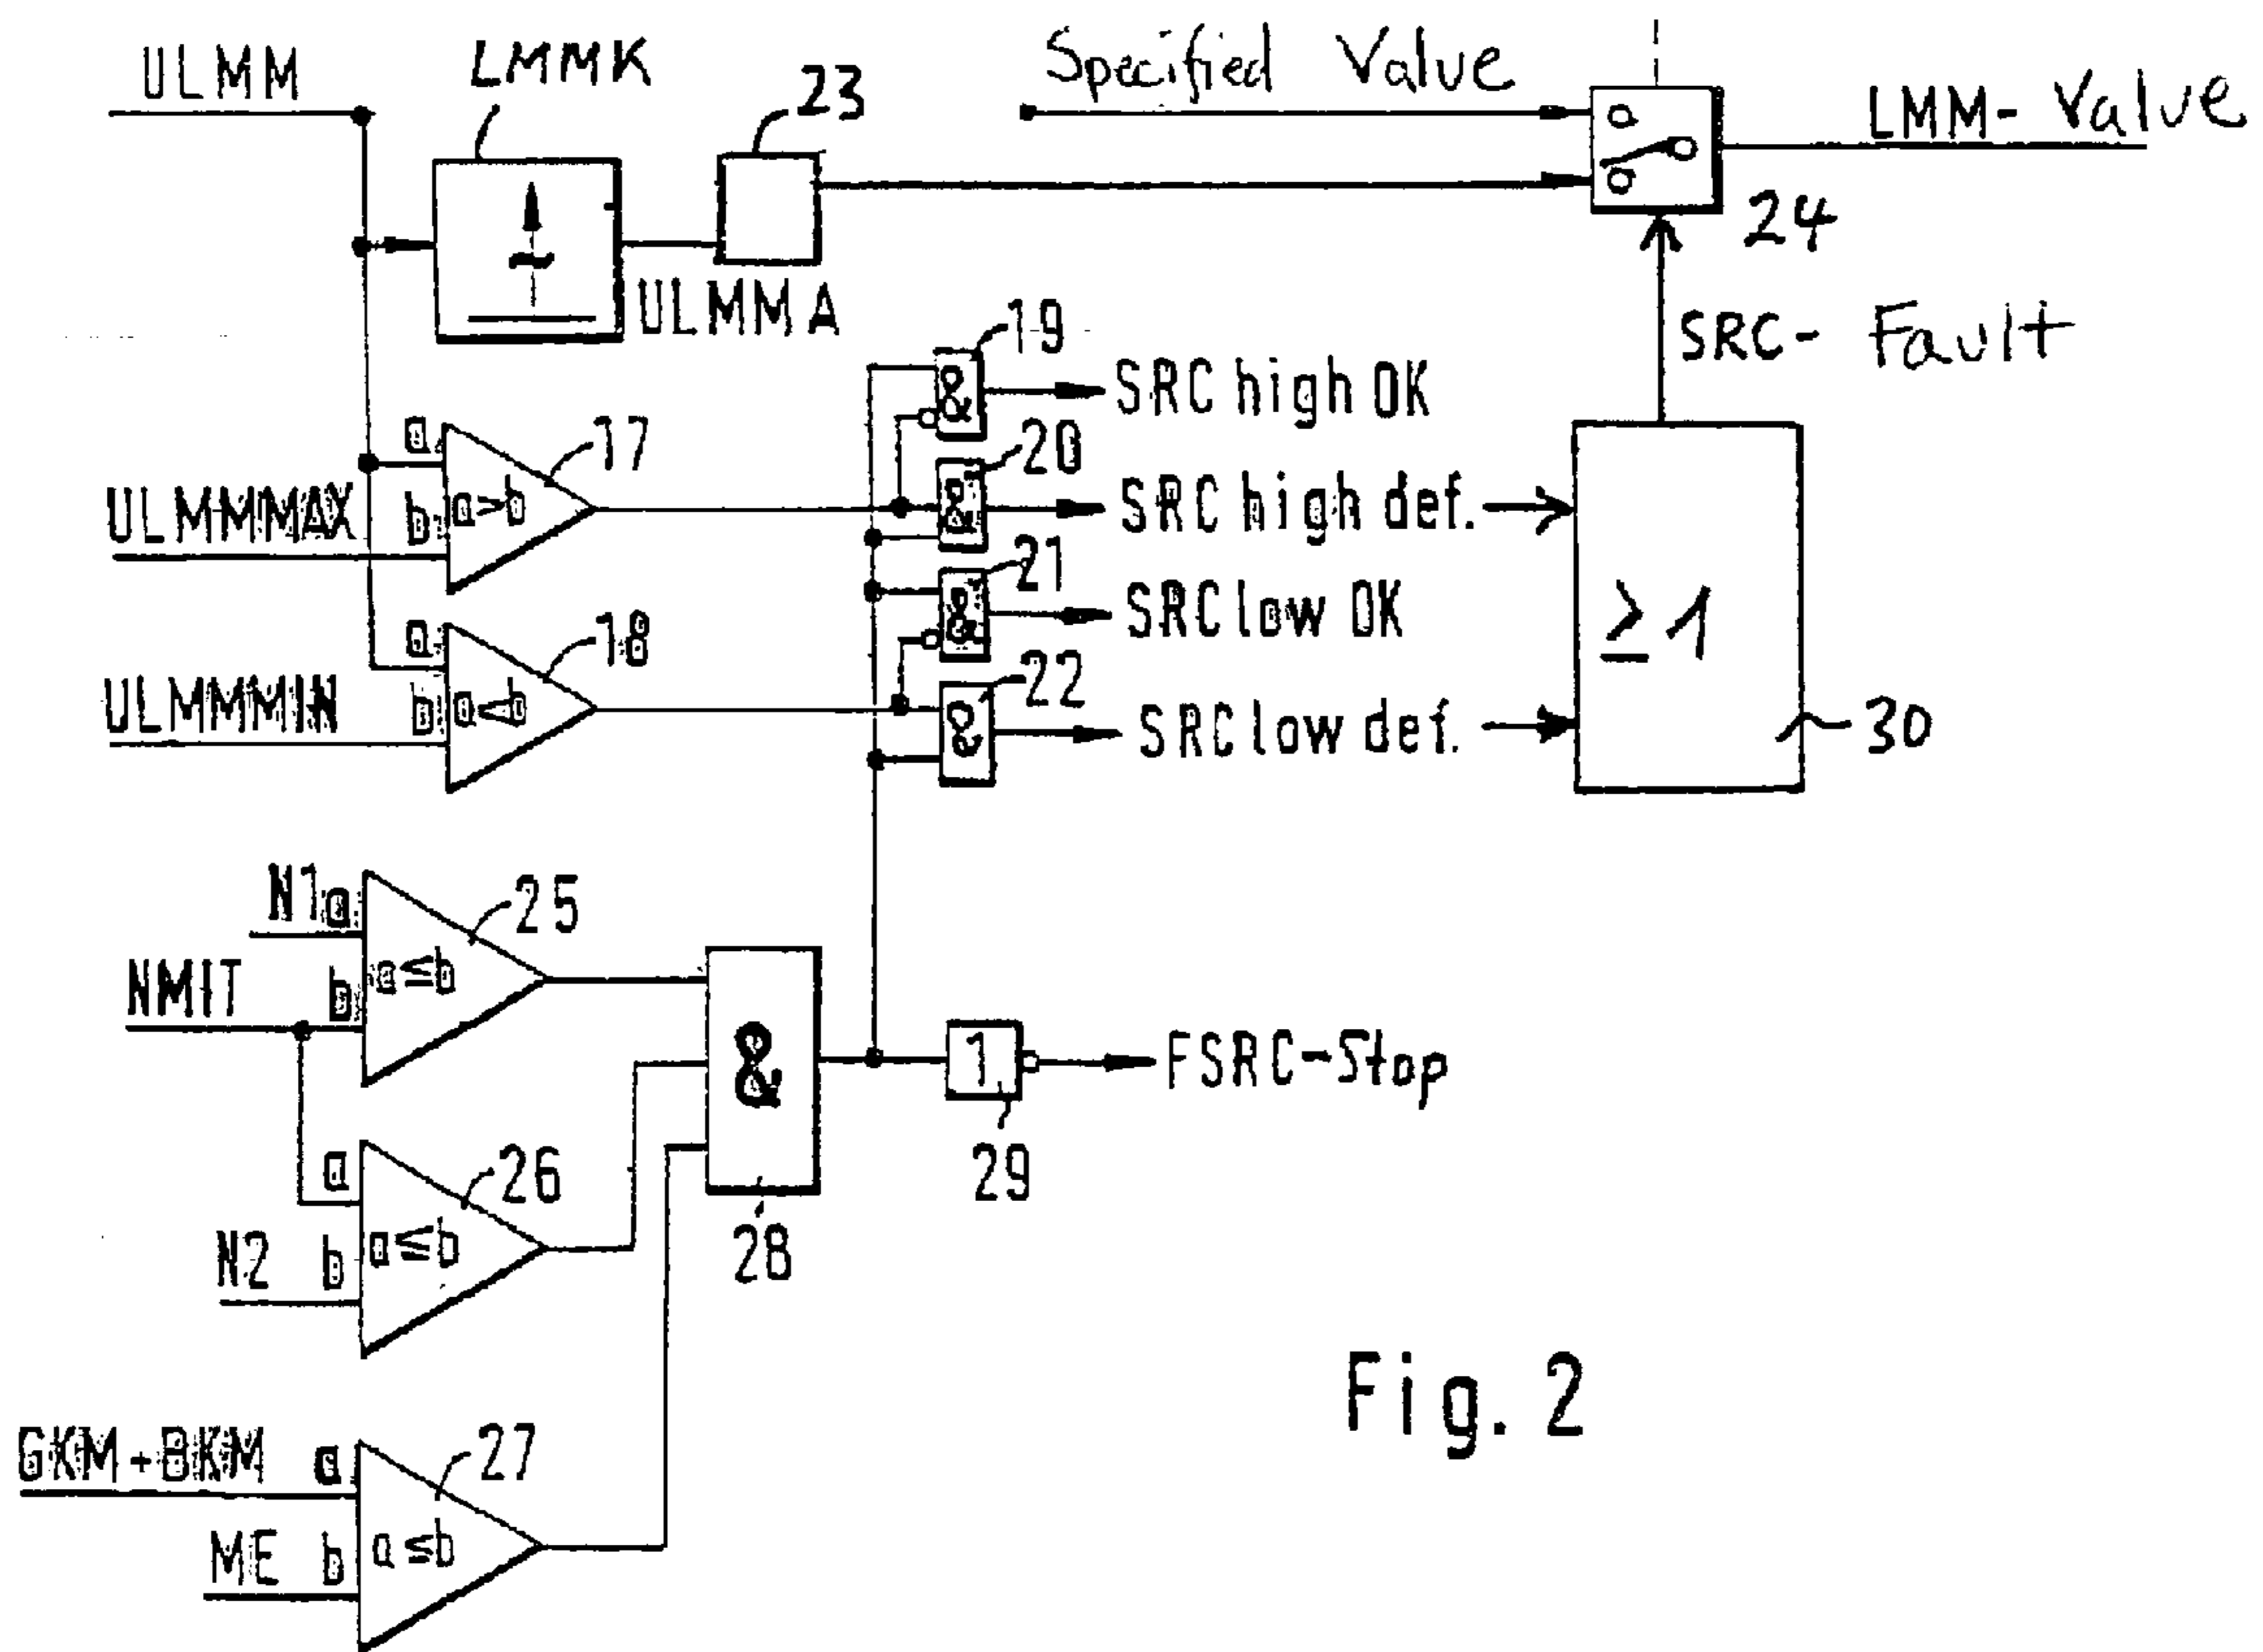 ULMM
LMMK
23
Specified Value
LMM- Value
24
ULMMA
SRC- Fault
19
&
SRC high OK
a
17
ULMMMAX
b
a>b
20
&
SRC high def.
21
&
SRC low OK
≥1
a
18
ULMMMIN
b
a<b
22
&
SRC low def.
30
N1
a
25
NMIT
b
a≤b
&
1
FSRC-Stop
29
a
26
N2
b
a≤b
28
Fig. 2
GKM+BKM
a
27
ME
b
a≤b